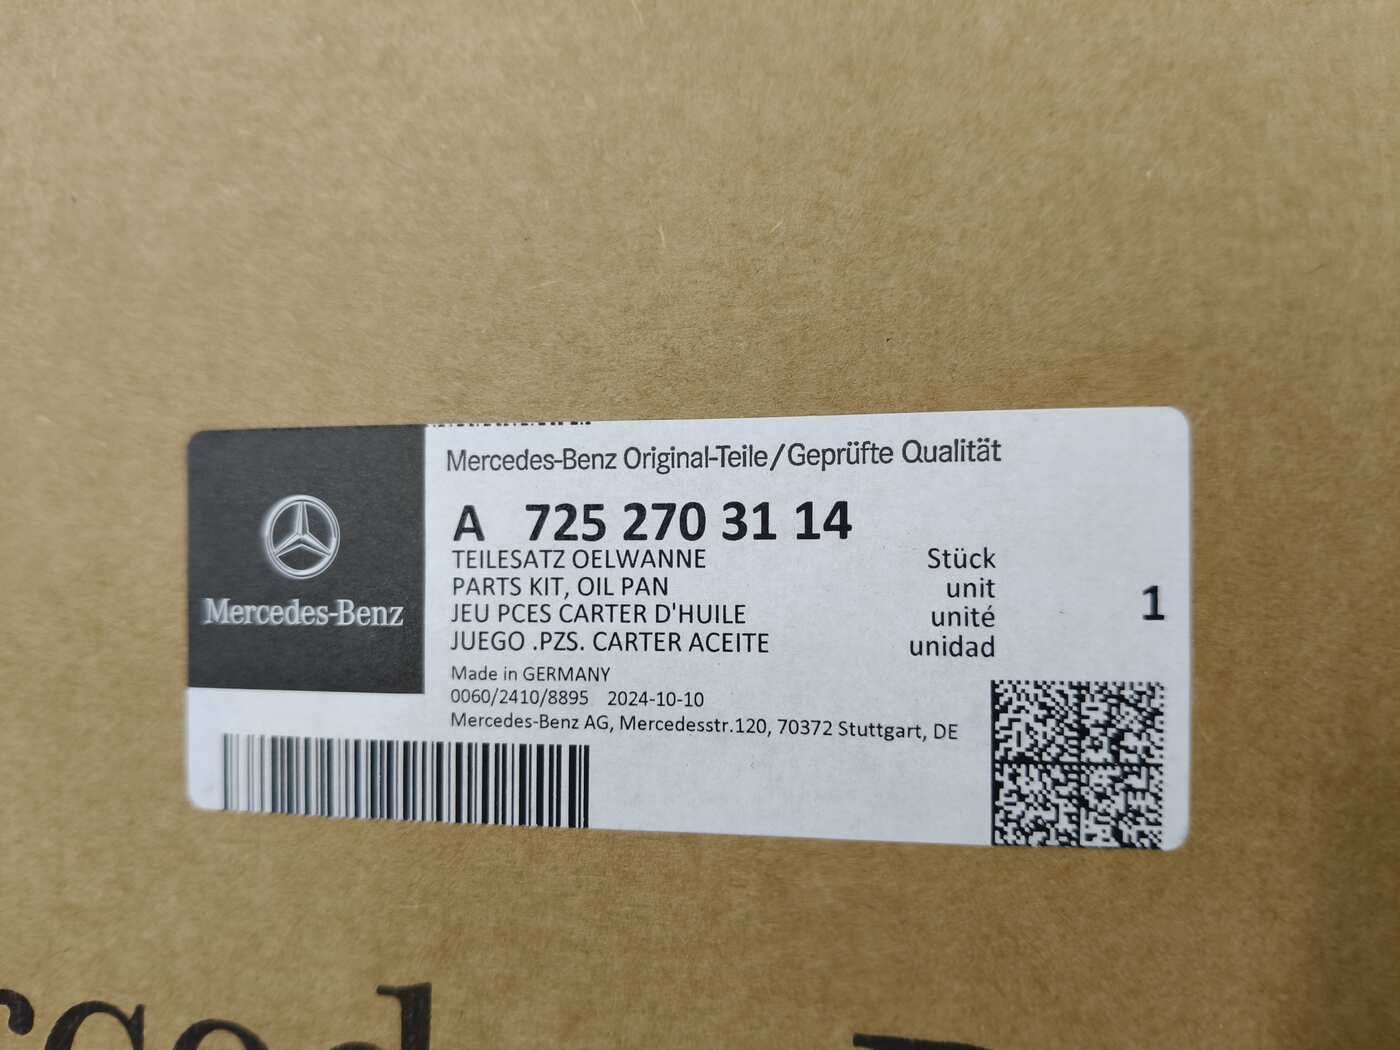 Mercedes-Benz Original-Teile/Geprüfte Qualität
A 725 270 31 14
TEILESATZ OELWANNE Stück
PARTS KIT, OIL PAN unit
JEU PCES CARTER D'HUILE unité
JUEGO .PZS. CARTER ACEITE unidad
1
Mercedes-Benz
Made in GERMANY
0060/2410/8895 2024-10-10
Mercedes-Benz AG, Mercedesstr.120, 70372 Stuttgart, DE